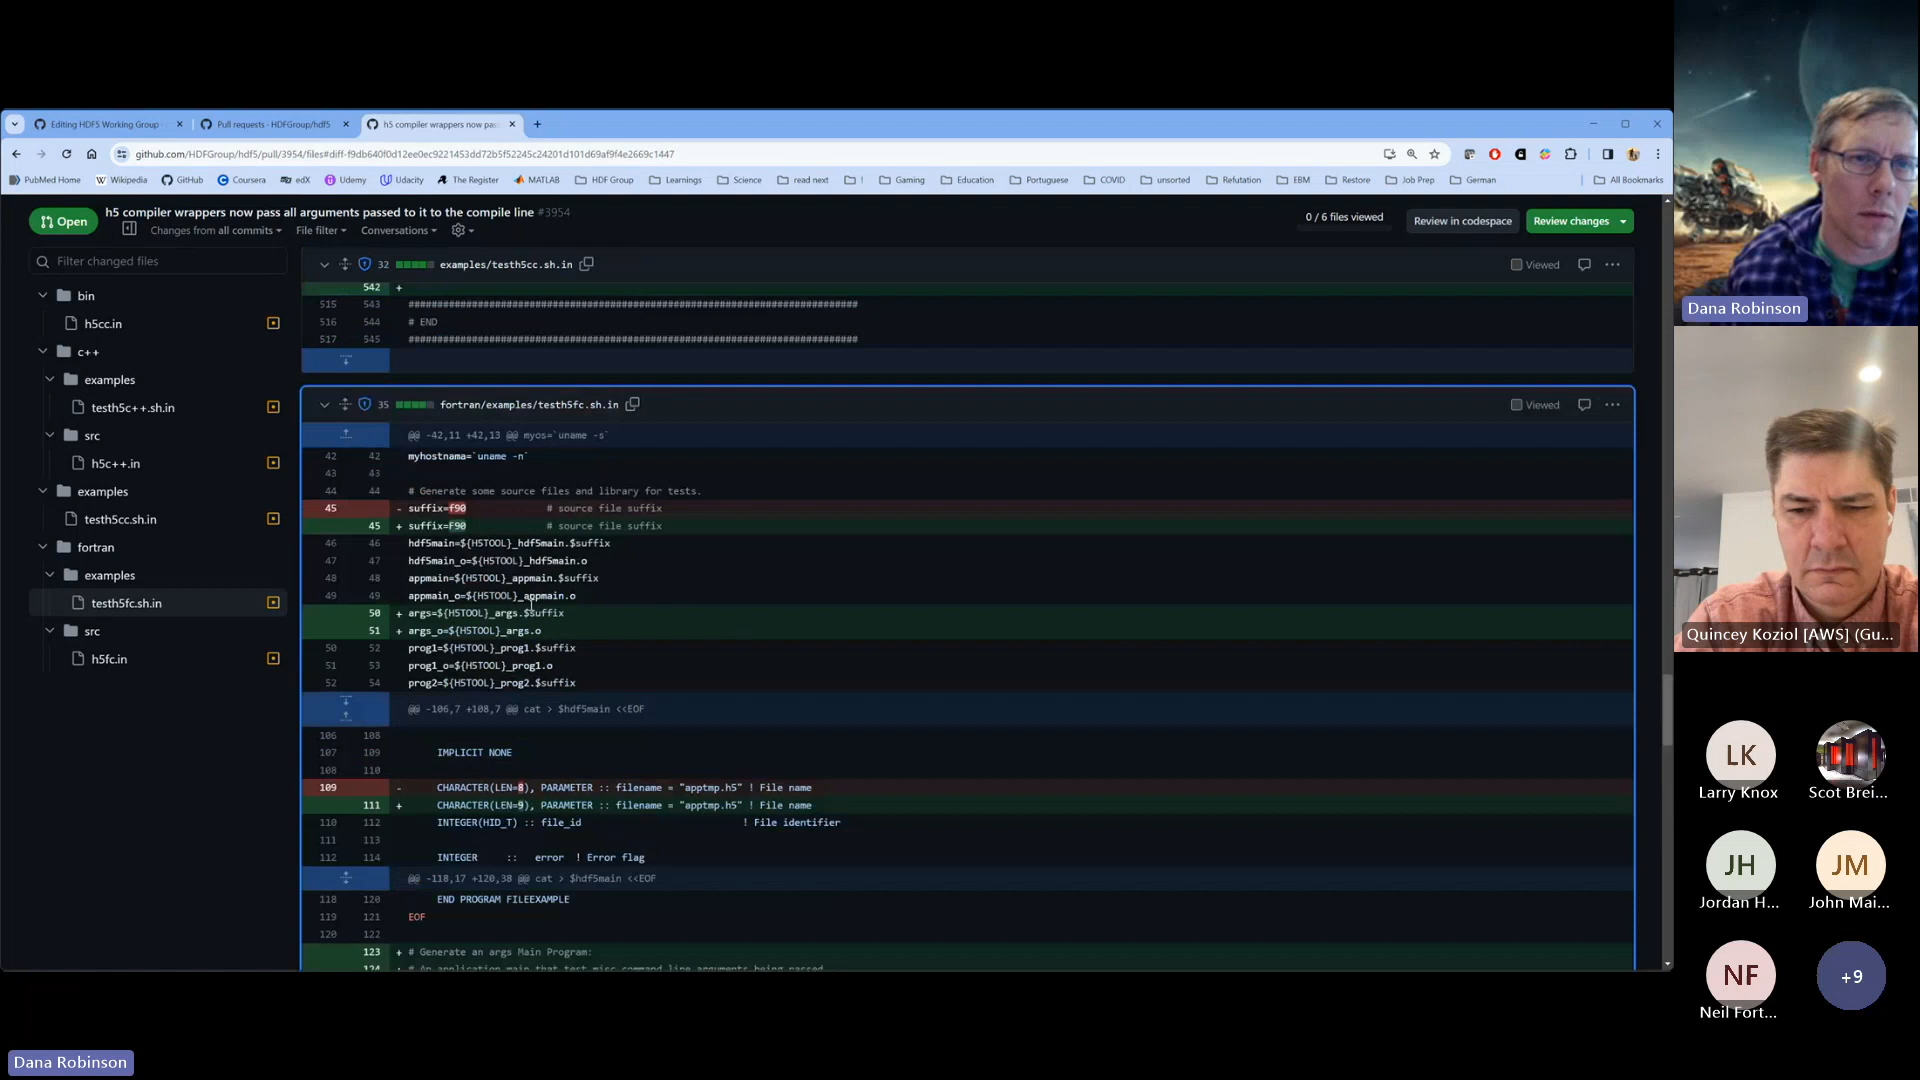 Editing HDF5 Working Group
Pull requests · HDFGroup/hdf5
h5 compiler wrappers now pas
github.com/HDFGroup/hdf5/pull/3954/files#diff-f9db640f0d12ee0ec9221453dd72b5f52245c24201d101d69af9f4e2669c1447
PubMed Home
Wikipedia
GitHub
Coursera
edX
Udemy
Udacity
The Register
MATLAB
HDF Group
Learnings
Science
read next
!
Gaming
Education
Portuguese
COVID
unsorted
Refutation
EBM
Restore
Job Prep
German
All Bookmarks
Open
h5 compiler wrappers now pass all arguments passed to it to the compile line #3954
Changes from all commits
File filter
Conversations
0 / 6 files viewed
Review in codespace
Review changes
Filter changed files
bin
h5cc.in
c++
examples
testh5c++.sh.in
src
h5c++.in
examples
testh5cc.sh.in
fortran
examples
testh5fc.sh.in
src
h5fc.in
32 examples/testh5cc.sh.in
Viewed
542 +
515 543 ##############################################################################
516 544 # END
517 545 ##############################################################################
35 fortran/examples/testh5fc.sh.in
Viewed
@@ -42,11 +42,13 @@ myos=`uname -s`
42 42 myhostnama=`uname -n`
43 43
44 44 # Generate some source files and library for tests.
45 - suffix=f90 # source file suffix
45 + suffix=F90 # source file suffix
46 46 hdf5main=${H5TOOL}_hdf5main.$suffix
47 47 hdf5main_o=${H5TOOL}_hdf5main.o
48 48 appmain=${H5TOOL}_appmain.$suffix
49 49 appmain_o=${H5TOOL}_appmain.o
50 + args=${H5TOOL}_args.$suffix
51 + args_o=${H5TOOL}_args.o
50 52 prog1=${H5TOOL}_prog1.$suffix
51 53 prog1_o=${H5TOOL}_prog1.o
52 54 prog2=${H5TOOL}_prog2.$suffix
@@ -106,7 +108,7 @@ cat > $hdf5main <<EOF
106 108
107 109 IMPLICIT NONE
108 110
109 - CHARACTER(LEN=8), PARAMETER :: filename = "apptmp.h5" ! File name
111 + CHARACTER(LEN=9), PARAMETER :: filename = "apptmp.h5" ! File name
110 112 INTEGER(HID_T) :: file_id ! File identifier
111 113
112 114 INTEGER :: error ! Error flag
@@ -118,17 +120,38 @@ cat > $hdf5main <<EOF
118 120 END PROGRAM FILEEXAMPLE
119 121 EOF
120 122
123 + # Generate an args Main Program:
124 + # An application main that test misc command line arguments being passed
Dana Robinson
Quincey Koziol [AWS] (Gu...
LK
Larry Knox
Scot Brei...
JH
Jordan H...
JM
John Mai...
NF
Neil Fort...
+9
Dana Robinson